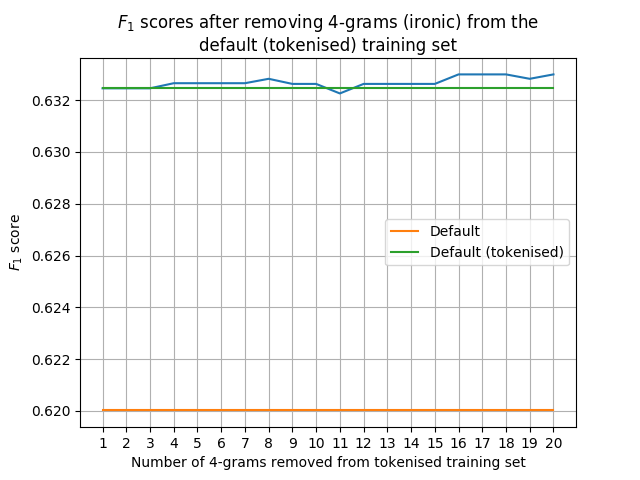 F1 scores after removing 4-grams (ironic) from the
default (tokenised) training set
F1 score
0.632
0.630
0.628
0.626
0.624
0.622
0.620
Default
Default (tokenised)
1 2 3 4 5 6 7 8 9 10 11 12 13 14 15 16 17 18 19 20
Number of 4-grams removed from tokenised training set